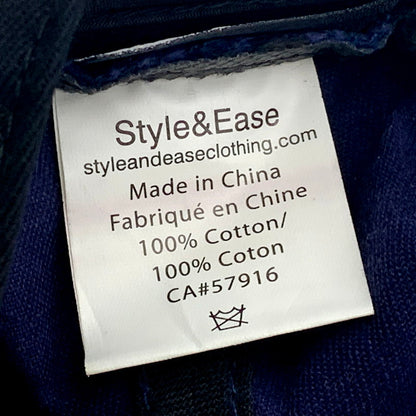 Style&Ease
styleandeaseclothing.com
Made in China
Fabriqué en Chine
100% Cotton/
100% Coton
CA#57916